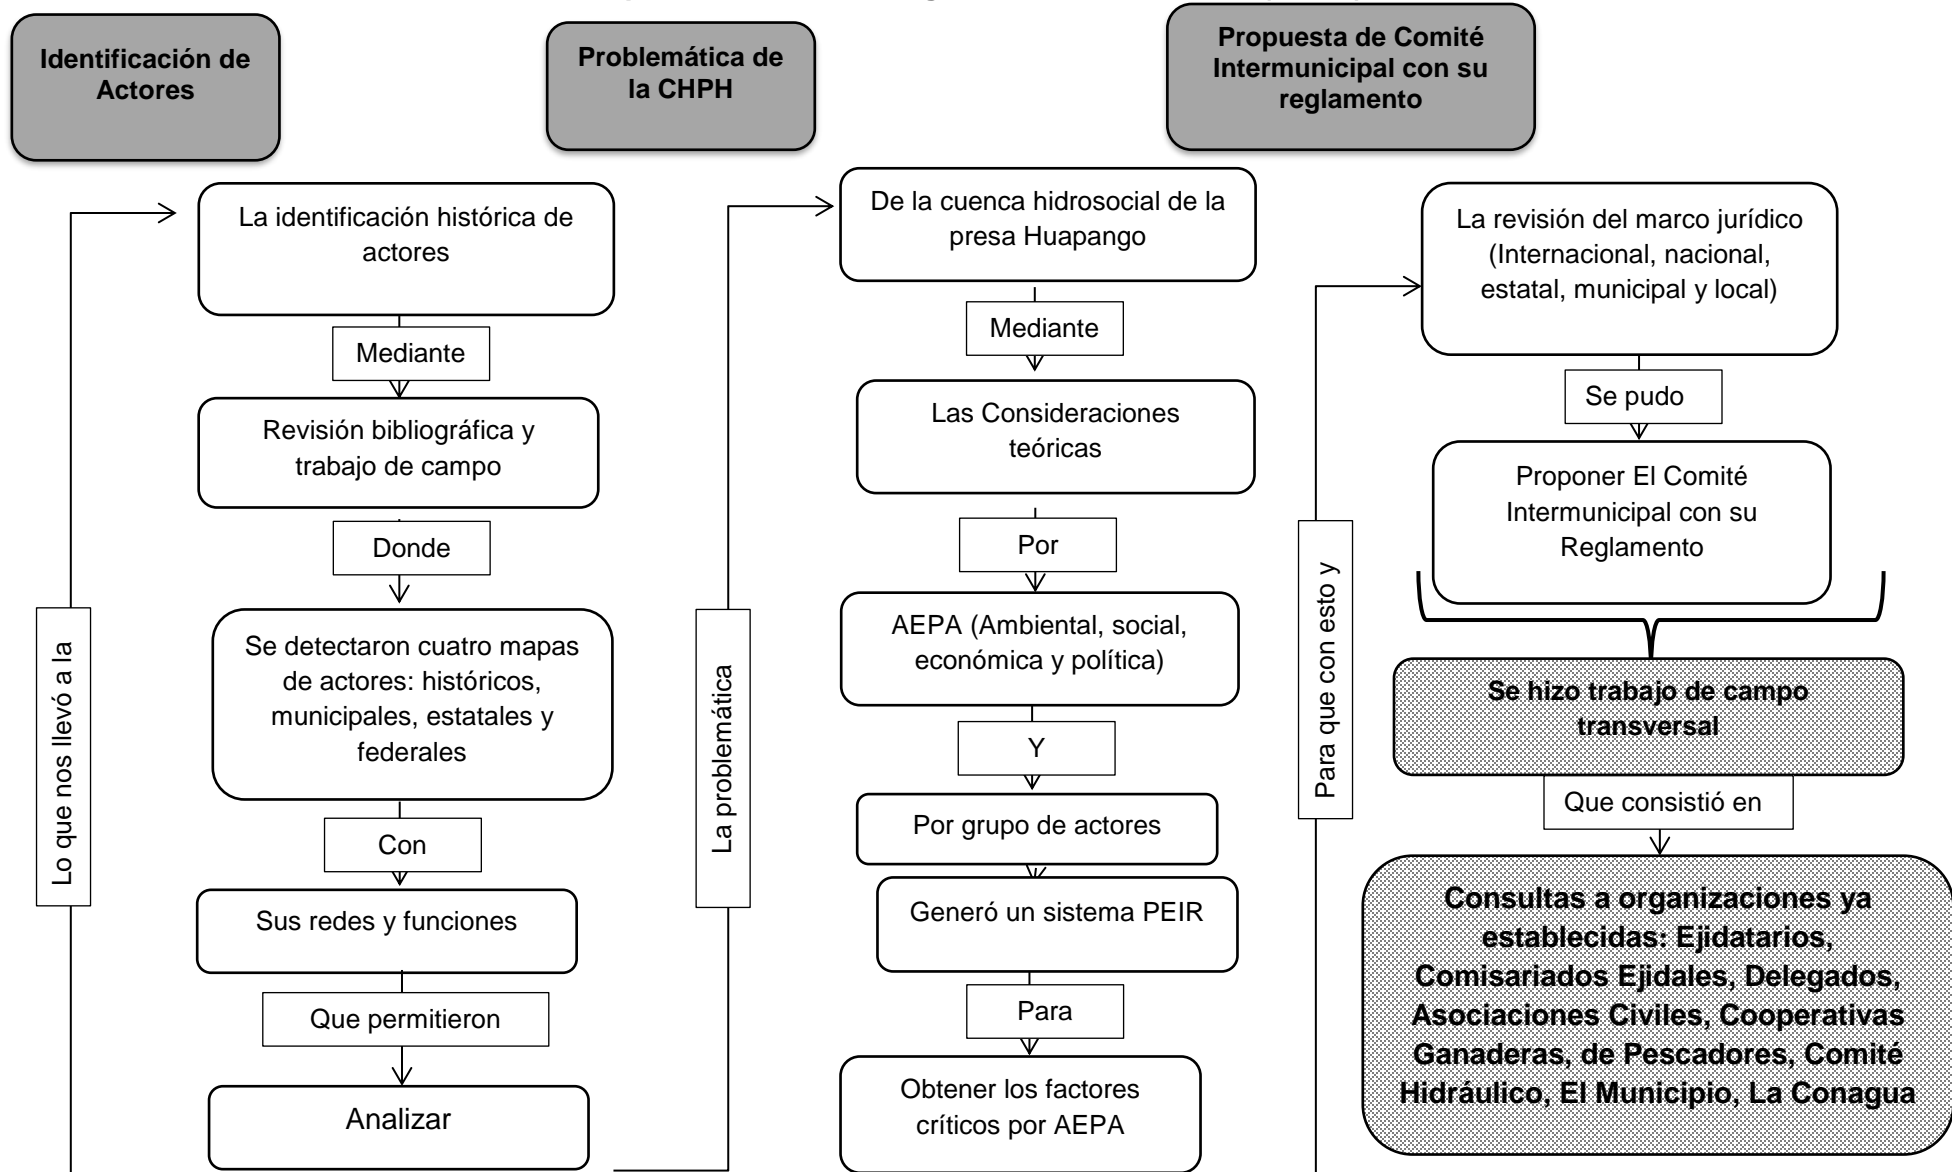 Identificación de
Actores
Problemática de
la CHPH
Propuesta de Comité
Intermunicipal con su
reglamento
Lo que nos llevó a la
La identificación histórica de
actores
Mediante
Revisión bibliográfica y
trabajo de campo
Donde
Se detectaron cuatro mapas
de actores: históricos,
municipales, estatales y
federales
Con
Sus redes y funciones
Que permitieron
Analizar
La problemática
De la cuenca hidrosocial de la
presa Huapango
Mediante
Las Consideraciones
teóricas
Por
AEPA (Ambiental, social,
económica y política)
Y
Por grupo de actores
Generó un sistema PEIR
Para
Obtener los factores
críticos por AEPA
Para que con esto y
La revisión del marco jurídico
(Internacional, nacional,
estatal, municipal y local)
Se pudo
Proponer El Comité
Intermunicipal con su
Reglamento
Se hizo trabajo de campo
transversal
Que consistió en
Consultas a organizaciones ya
establecidas: Ejidatarios,
Comisariados Ejidales, Delegados,
Asociaciones Civiles, Cooperativas
Ganaderas, de Pescadores, Comité
Hidráulico, El Municipio, La Conagua